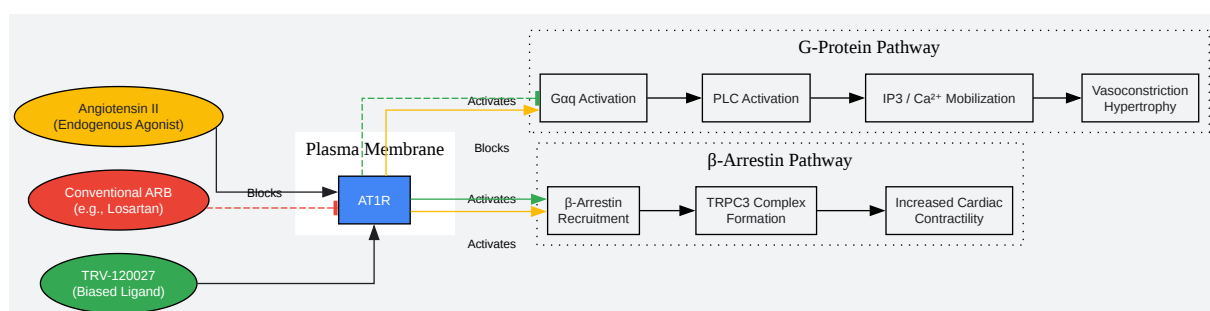 G-Protein Pathway
Angiotensin II
(Endogenous Agonist)
Activates
Gαq Activation
PLC Activation
IP3 / Ca²⁺ Mobilization
Vasoconstriction
Hypertrophy
Plasma Membrane
Blocks
β-Arrestin Pathway
Conventional ARB
(e.g., Losartan)
Blocks
AT1R
Activates
β-Arrestin
Recruitment
TRPC3 Complex
Formation
Increased Cardiac
Contractility
Activates
TRV-120027
(Biased Ligand)